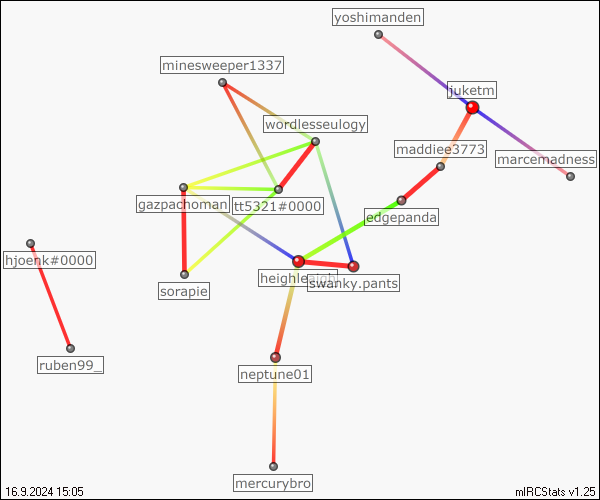 yoshimanden
minesweeper1337
juketm
wordlesseulogy
maddiee3773
marcemadness
gazpachoman
tt5321#0000
edgepanda
hjoenk#0000
swanky.pants
sorapie
ruben99_
neptune01
mercurybro
16.9.2024 15:05
mIRCStats v1.25